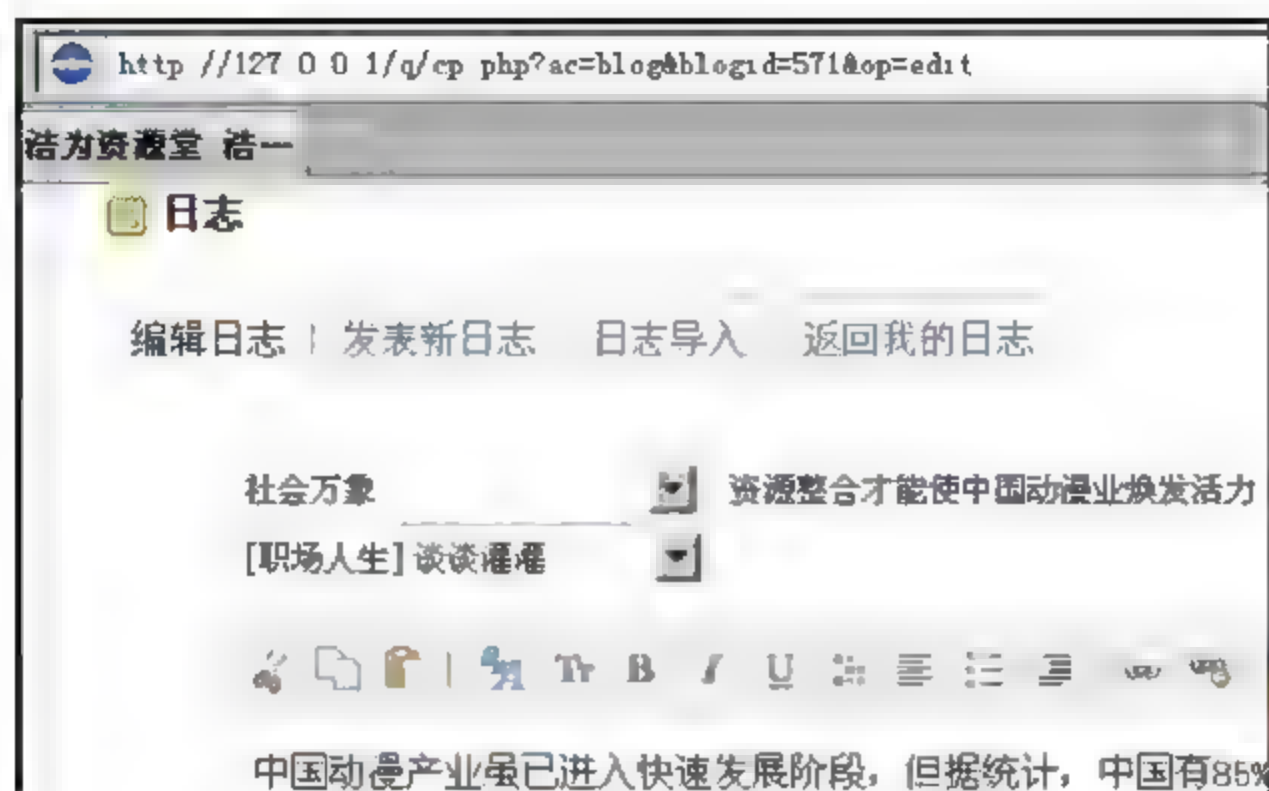 http //127 0 0 1/q/cp php?ac=blog&blogid=571&op=edit
浩为资源堂 浩一
日志
编辑日志 | 发表新日志 日志导入 返回我的日志
社会万象 资源整合才能使中国动漫业焕发活力
[职场人生] 谈谈
Tr B I U
中国动漫产业虽已进入快速发展阶段，但据统计，中国有85%